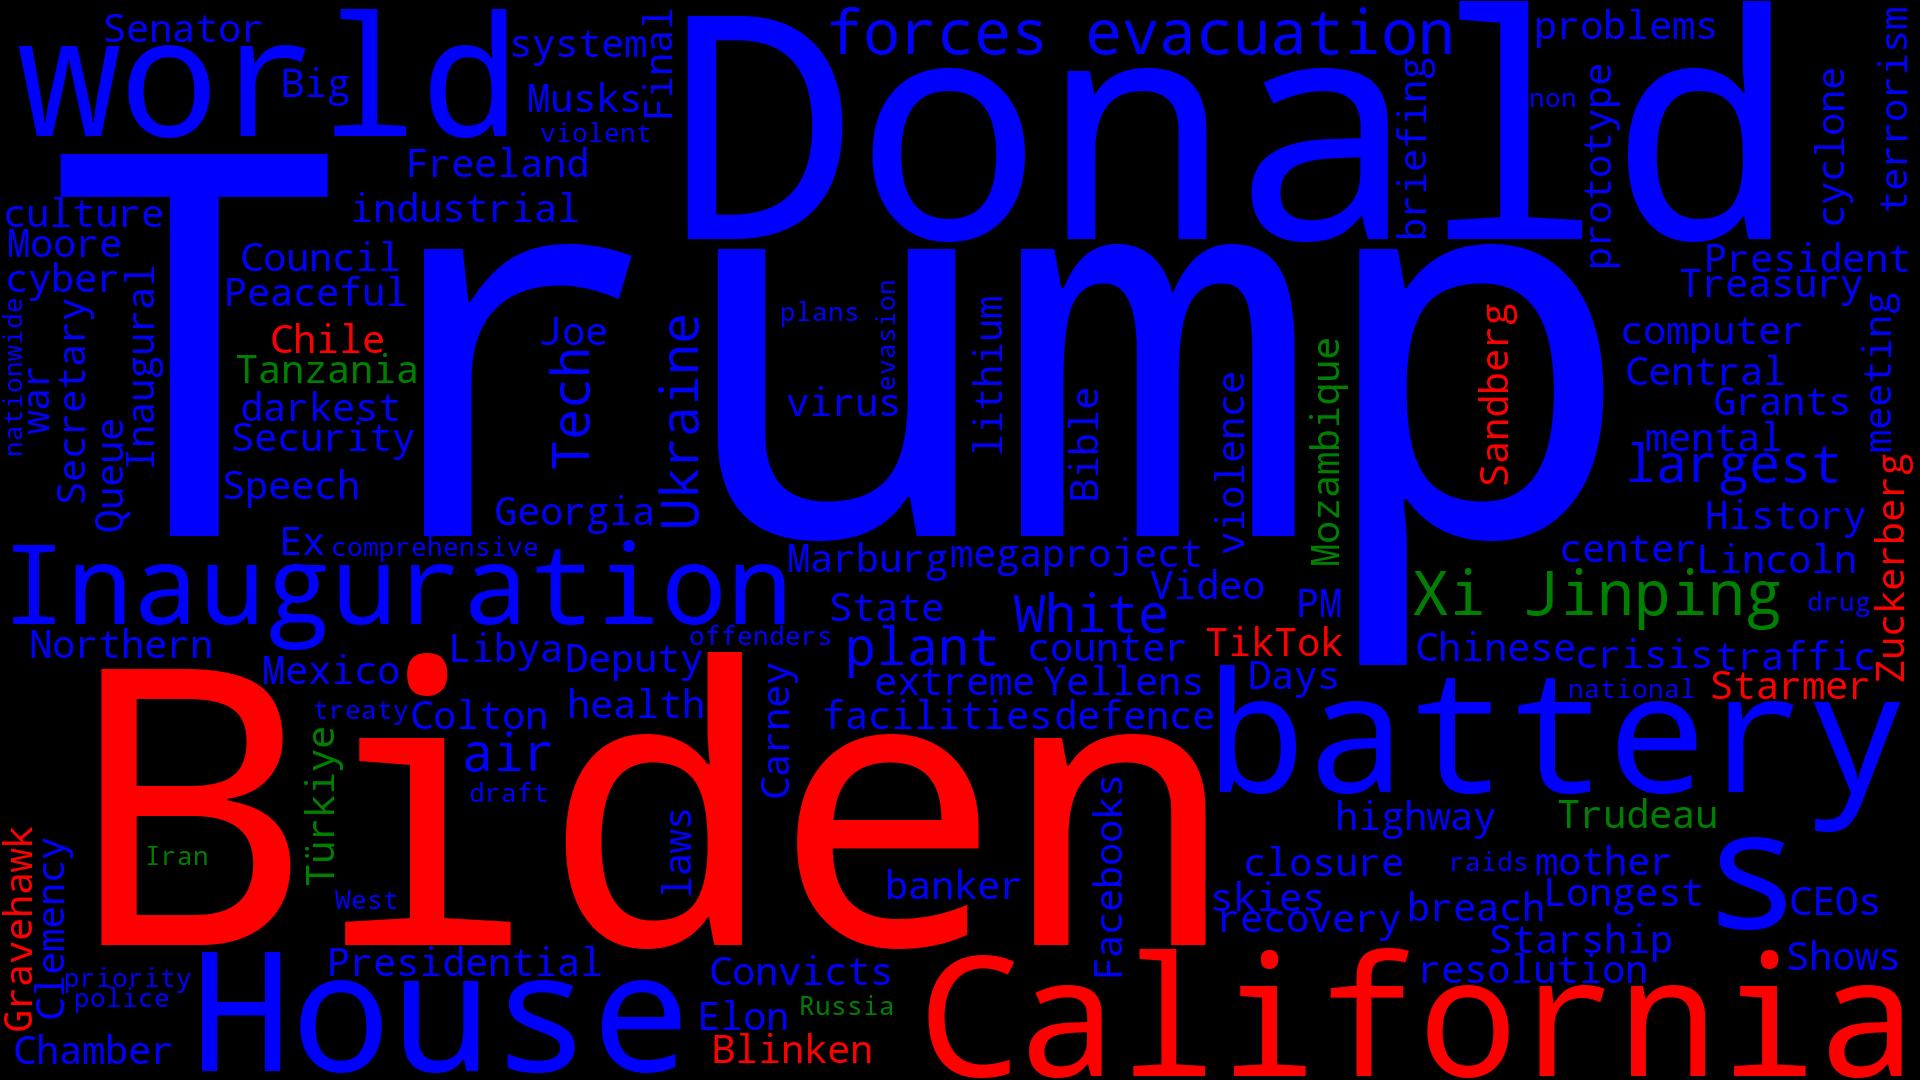 Senator
world
Big
system
Musks
violent
Final
Donald
forces evacuation
problems
non
briefing
prototype
cyclone
terrorism
Freeland
industrial
culture
Moore
cyber
Trump
Council
Peaceful
Chile
Tanzania
darkest
Security
Speech
nationwide
war
Secretary
Queue
Inaugural
Joe
Tech
Ukraine
Georgia
plans
evasion
virus
lithium
Bible
violence
Mozambique
Sandberg
President
Treasury
computer
Central
Grants
mental
largest
meeting
History
center
Lincoln
Zuckerberg
Ex
comprehensive
Inauguration
Marburg
megaproject
Video
PM
State
White
Xi Jinping
drug
Northern
Mexico
Libya
Deputy
offenders
plant
counter
TikTok
Days
Chinese
crisis
traffic
national
Starmer
treaty
Colton
health
extreme
Yellens
facilities
defence
Carney
battery
Biden
Türkiye
air
draft
laws
Iran
West
banker
Facebooks
highway
Trudeau
closure
raids
mother
s
skies
recovery
breach
Longest
CEOs
Starship
resolution
Shows
Gravehawk
Clemency
priority
police
Chamber
House
Presidential
Convicts
Elon
Russia
Blinken
California